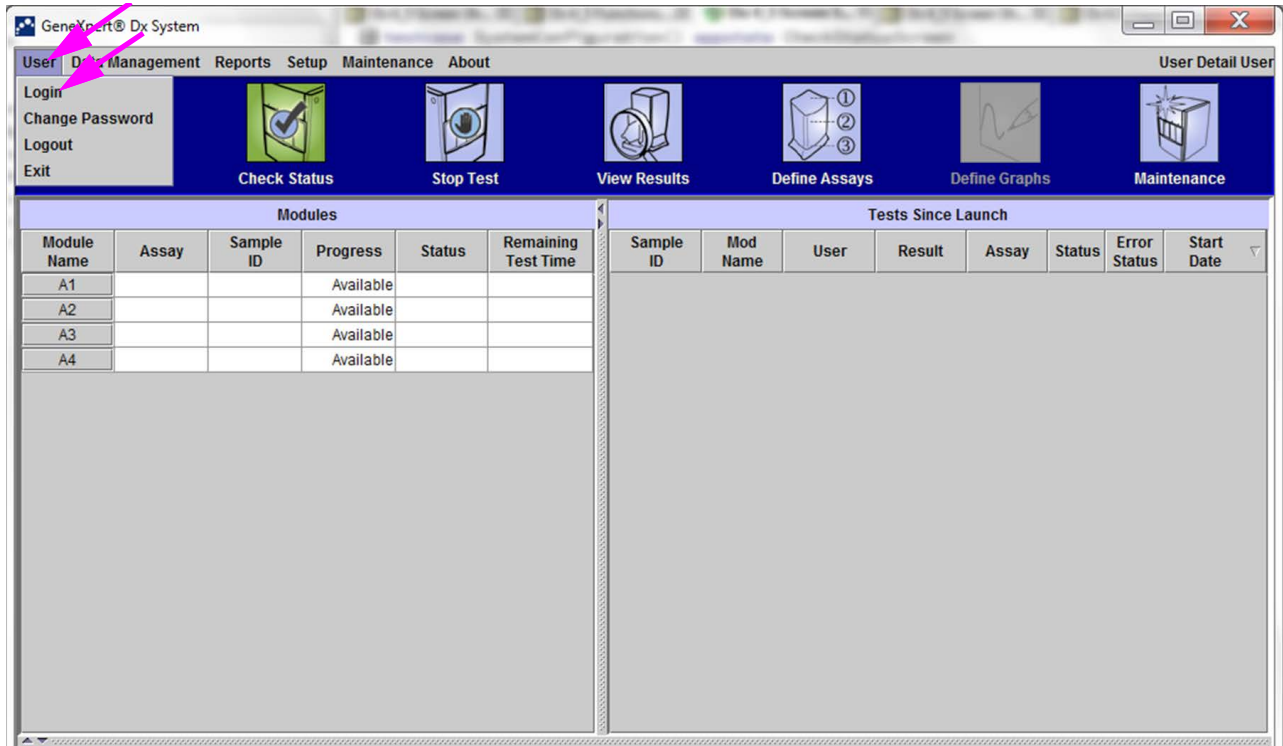 GeneXpert® Dx System
User Data Management Reports Setup Maintenance About User Detail User
Login
Change Password
Logout
Exit
Check Status
Stop Test
View Results
1
2
3
Define Assays
Define Graphs
Maintenance
Modules
Module Name Assay Sample ID Progress Status Remaining Test Time
A1 Available
A2 Available
A3 Available
A4 Available
Tests Since Launch
Sample ID Mod Name User Result Assay Status Error Status Start Date